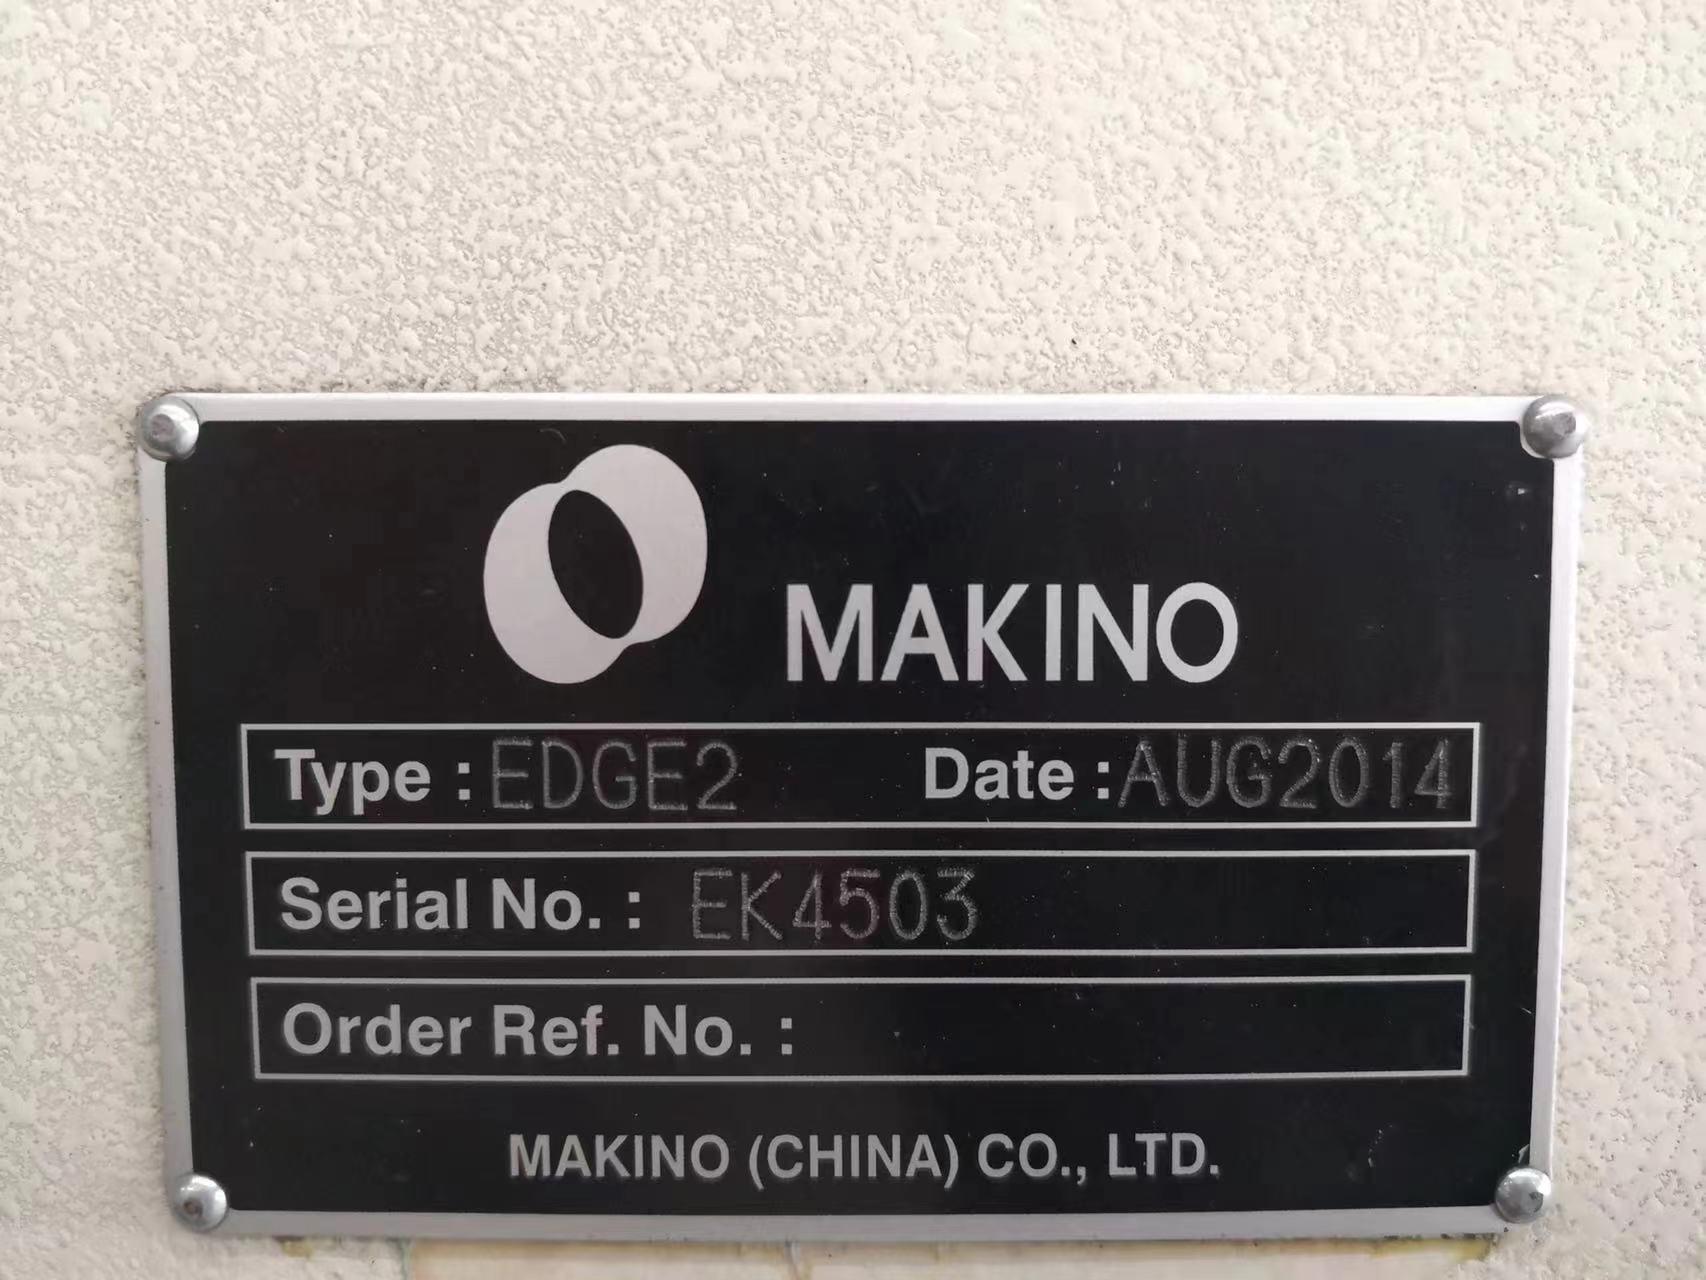 MAKINO
Type : EDGE2 Date : AUG2014
Serial No. : EK4503
Order Ref. No. :
MAKINO (CHINA) CO., LTD.